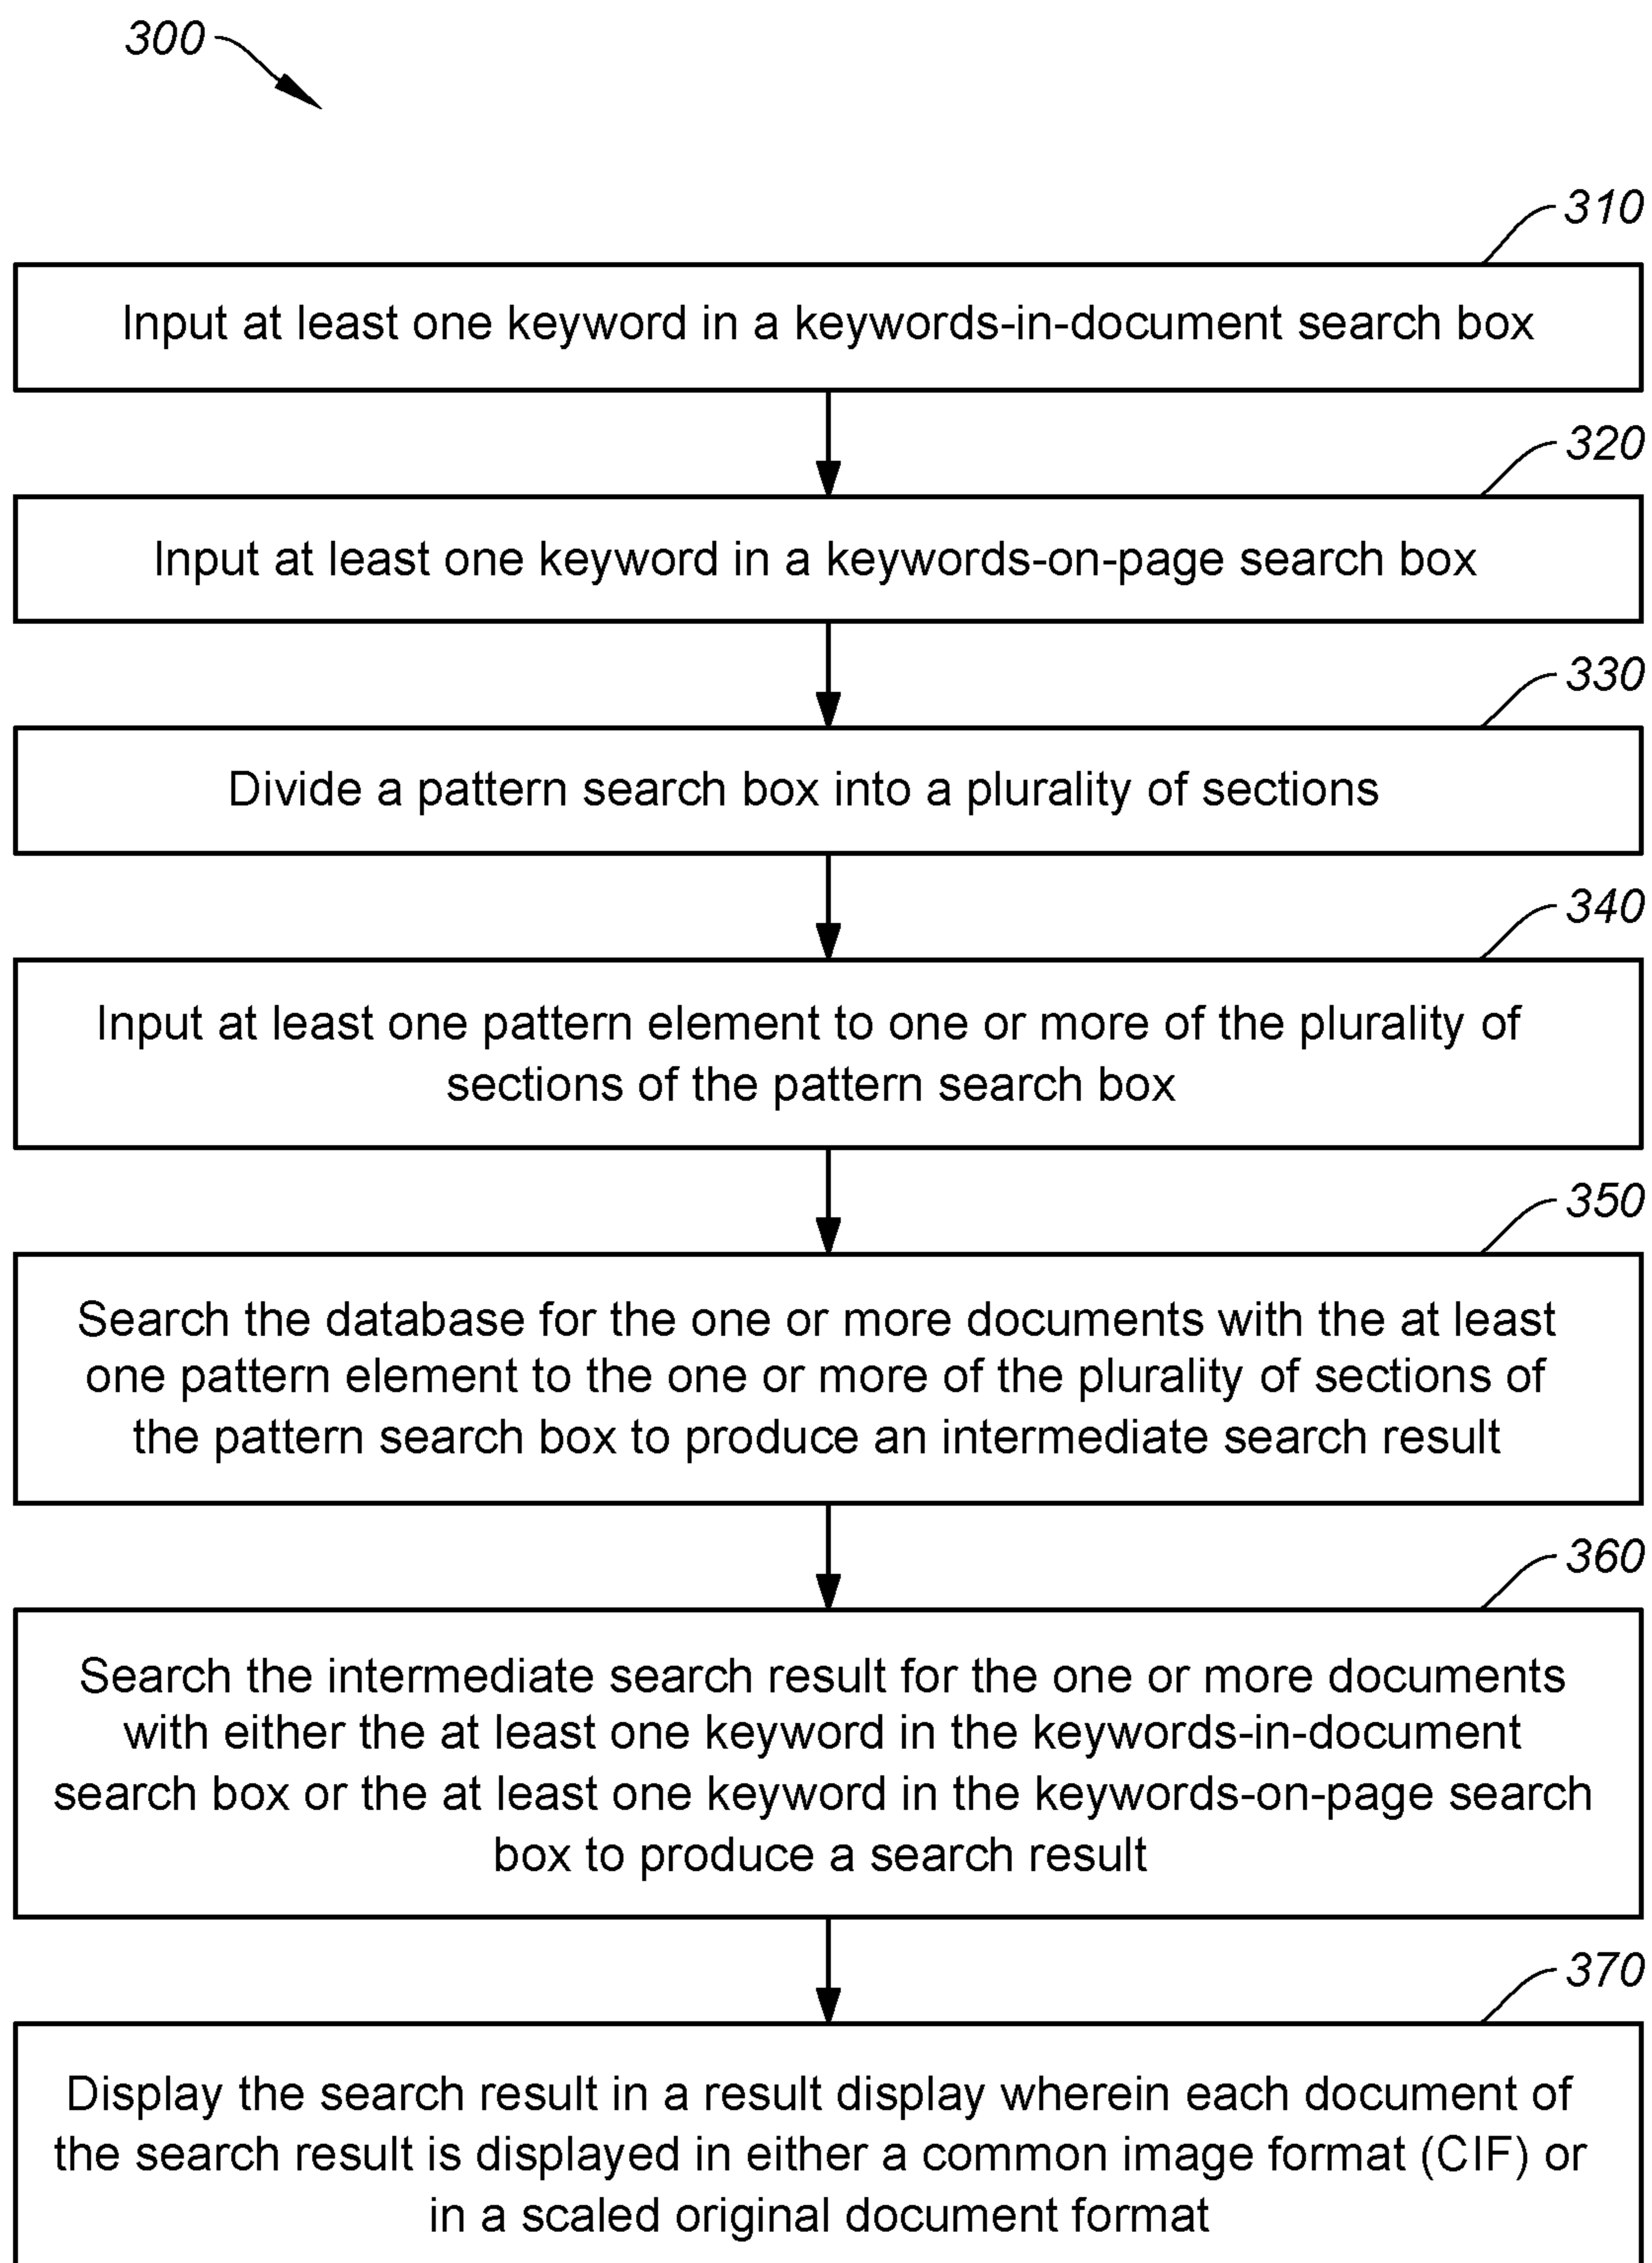 300
310
Input at least one keyword in a keywords-in-document search box
320
Input at least one keyword in a keywords-on-page search box
330
Divide a pattern search box into a plurality of sections
340
Input at least one pattern element to one or more of the plurality of
sections of the pattern search box
350
Search the database for the one or more documents with the at least
one pattern element to the one or more of the plurality of sections of
the pattern search box to produce an intermediate search result
360
Search the intermediate search result for the one or more documents
with either the at least one keyword in the keywords-in-document
search box or the at least one keyword in the keywords-on-page search
box to produce a search result
370
Display the search result in a result display wherein each document of
the search result is displayed in either a common image format (CIF) or
in a scaled original document format